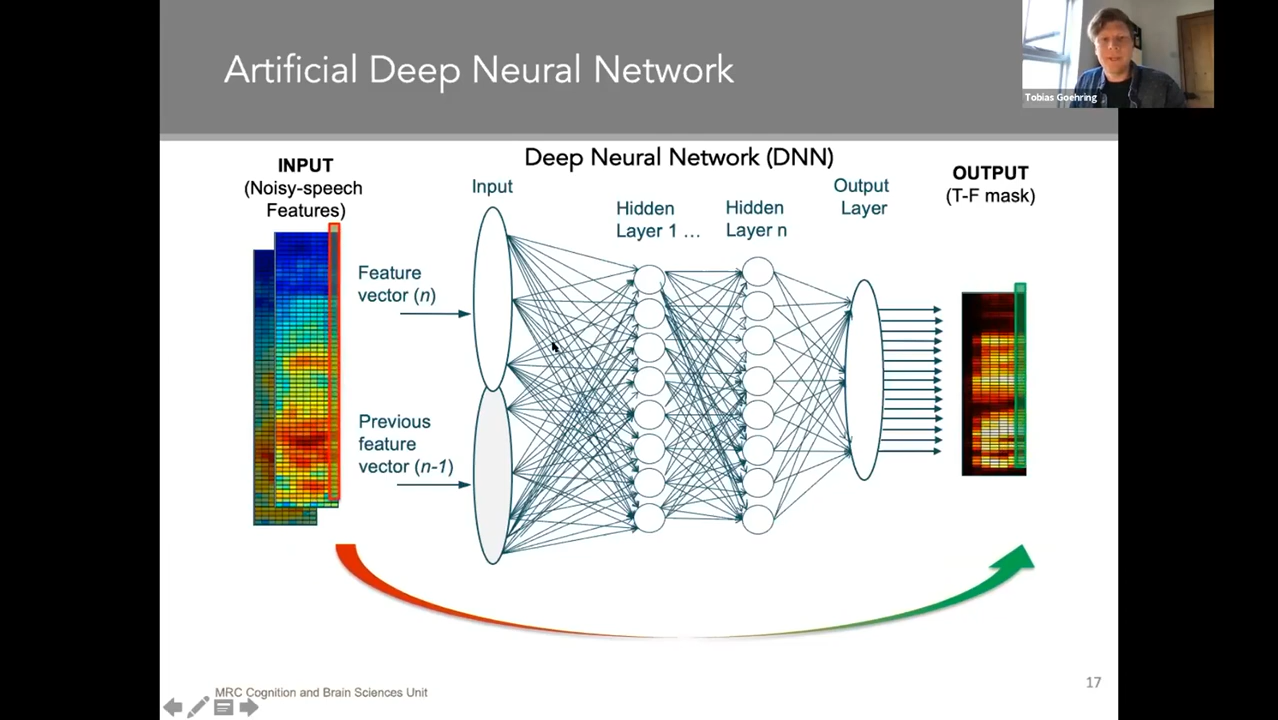 Artificial Deep Neural Network
Tobias Goehring
Deep Neural Network (DNN)
INPUT
(Noisy-speech
Features)
Input
Hidden
Layer 1 ...
Hidden
Layer n
Output
Layer
OUTPUT
(T-F mask)
Feature
vector (n)
Previous
feature
vector (n-1)
MRC Cognition and Brain Sciences Unit
17